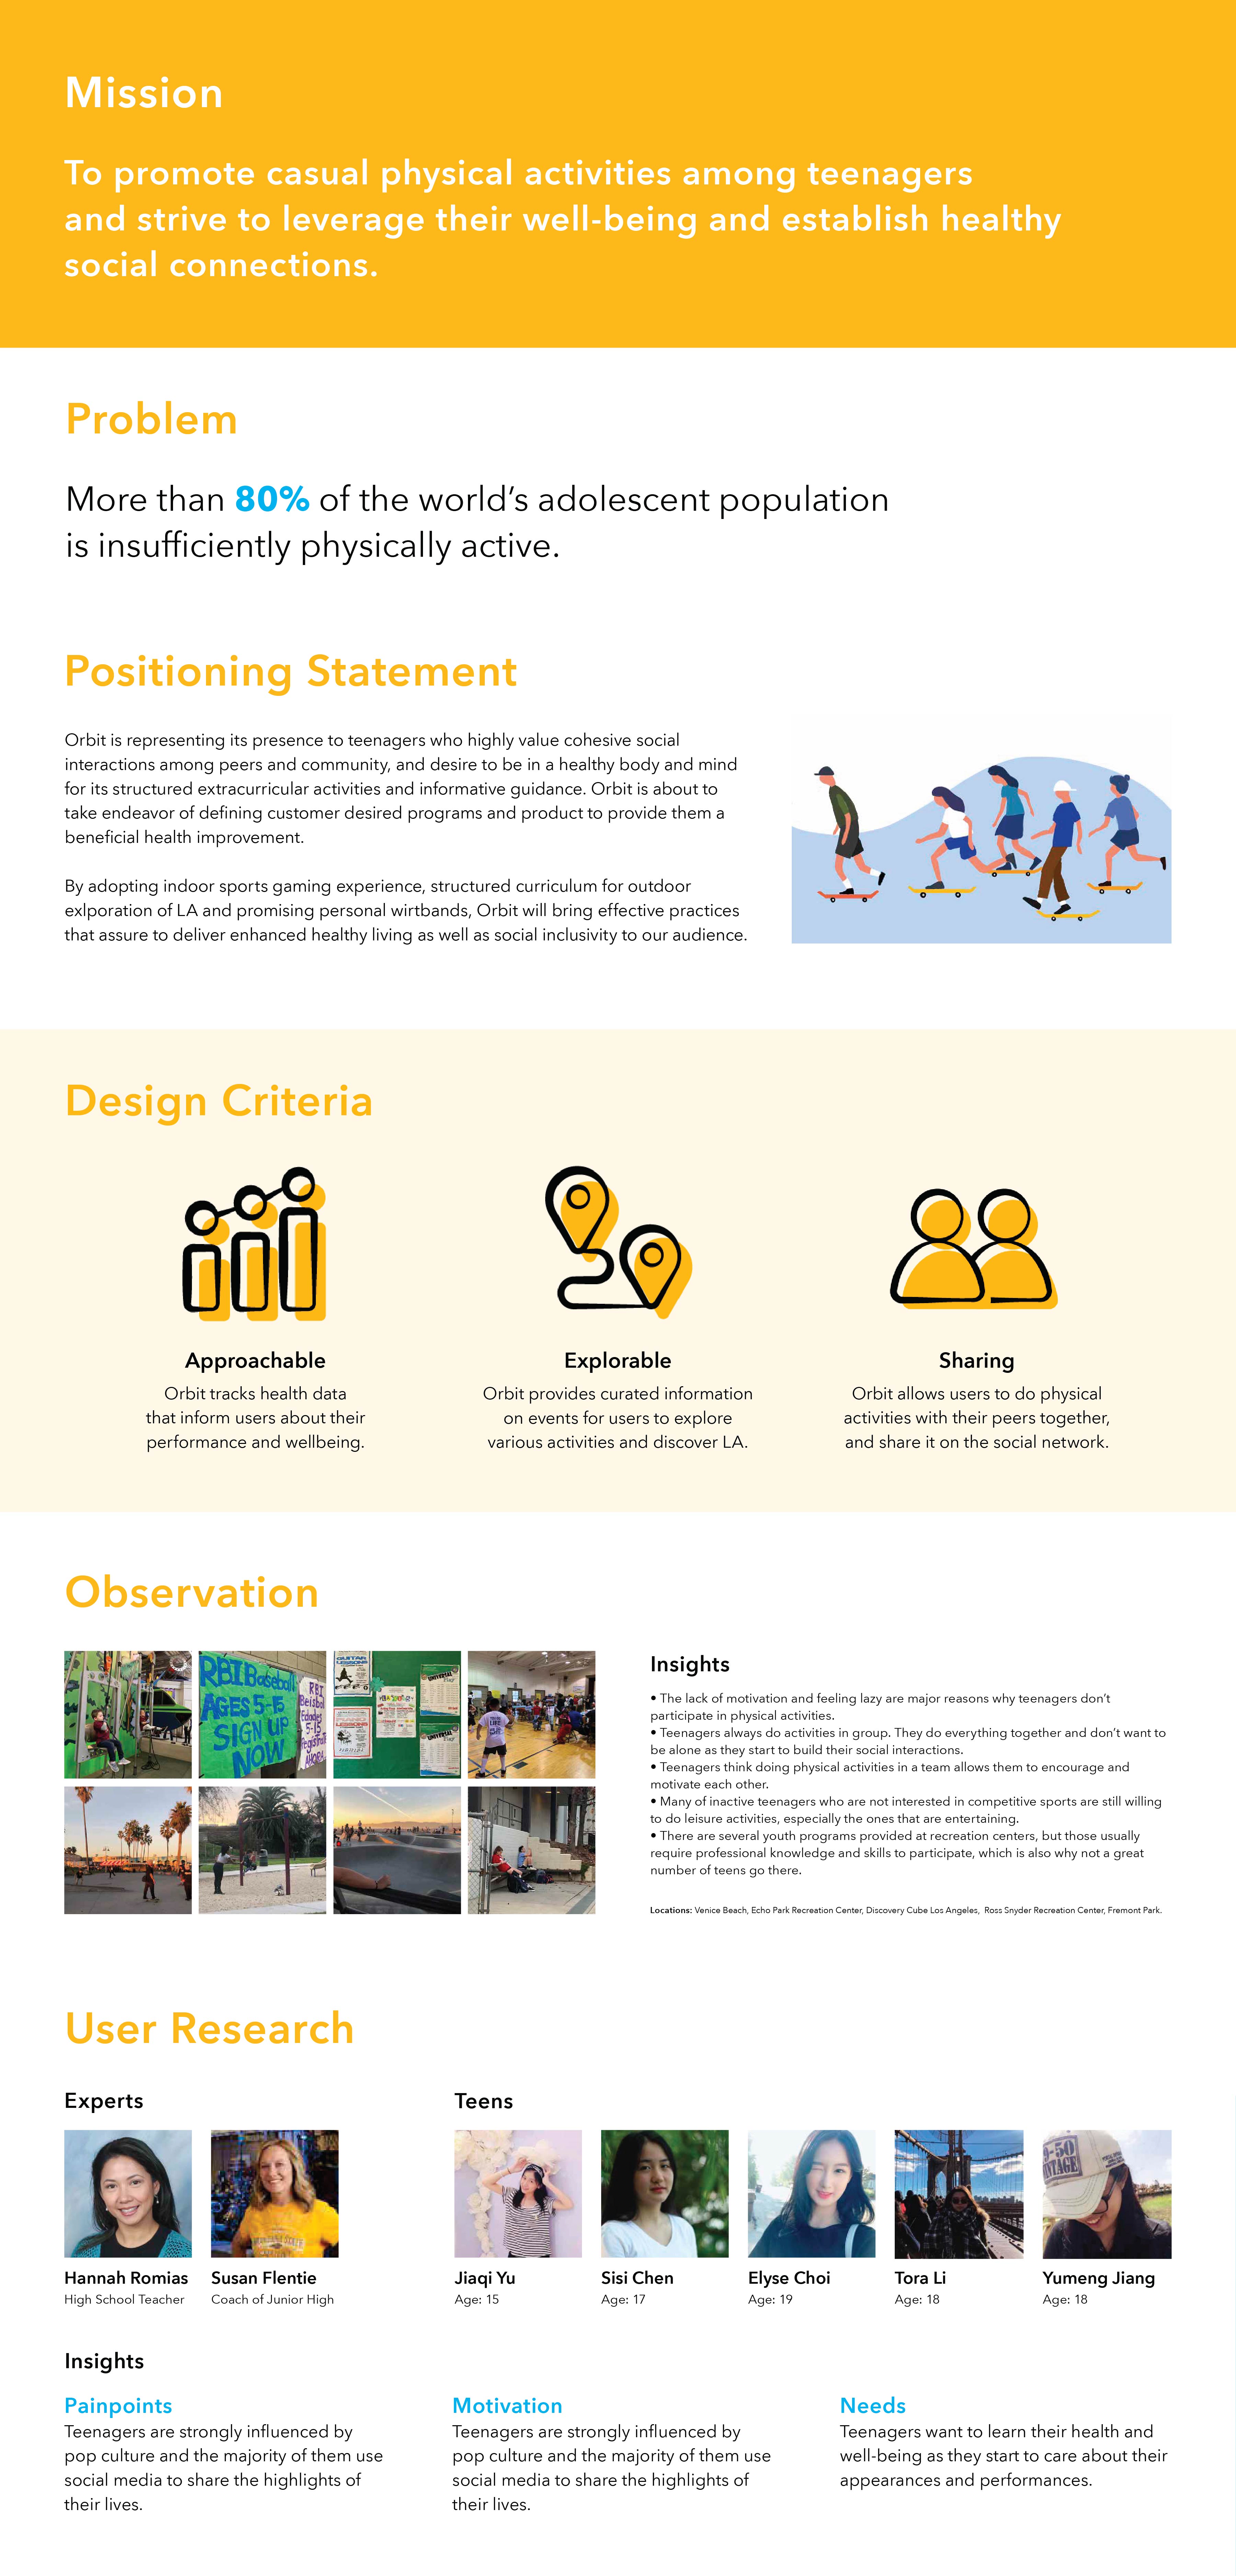 Mission
To promote casual physical activities among teenagers
and strive to leverage their well-being and establish healthy
social connections.
Problem
More than 80% of the world's adolescent population
is insufficiently physically active.
Positioning Statement
Orbit is representing its presence to teenagers who highly value cohesive social
interactions among peers and community, and desire to be in a healthy body and mind
for its structured extracurricular activities and informative guidance. Orbit is about to
take endeavor of defining customer desired programs and product to provide them a
beneficial health improvement.
By adopting indoor sports gaming experience, structured curriculum for outdoor
exlporation of LA and promising personal wirtbands, Orbit will bring effective practices
that assure to deliver enhanced healthy living as well as social inclusivity to our audience.
Design Criteria
Approachable
Orbit tracks health data
that inform users about their
performance and wellbeing.
Explorable
Orbit provides curated information
on events for users to explore
various activities and discover LA.
Sharing
Orbit allows users to do physical
activities with their peers together,
and share it on the social network.
Observation
RBI Baseball
AGES 5-15
SIGN UP
NOW
RBI
Beisbol
Edades
5-15
AHORA
GUITAR
LESSONS
UNIVERSAL
LESSONS
UNIVERSAL
Insights
• The lack of motivation and feeling lazy are major reasons why teenagers don't
participate in physical activities.
• Teenagers always do activities in group. They do everything together and don't want to
be alone as they start to build their social interactions.
• Teenagers think doing physical activities in a team allows them to encourage and
motivate each other.
• Many of inactive teenagers who are not interested in competitive sports are still willing
to do leisure activities, especially the ones that are entertaining.
• There are several youth programs provided at recreation centers, but those usually
require professional knowledge and skills to participate, which is also why not a great
number of teens go there.
Locations: Venice Beach, Echo Park Recreation Center, Discovery Cube Los Angeles, Ross Snyder Recreation Center, Fremont Park.
User Research
Experts
Hannah Romias
High School Teacher
Susan Flentie
Coach of Junior High
Teens
9-50
VINTAGE
Jiaqi Yu
Age: 15
Sisi Chen
Age: 17
Elyse Choi
Age: 19
Tora Li
Age: 18
Yumeng Jiang
Age: 18
Insights
Painpoints
Teenagers are strongly influenced by
pop culture and the majority of them use
social media to share the highlights of
their lives.
Motivation
Teenagers are strongly influenced by
pop culture and the majority of them use
social media to share the highlights of
their lives.
Needs
Teenagers want to learn their health and
well-being as they start to care about their
appearances and performances.